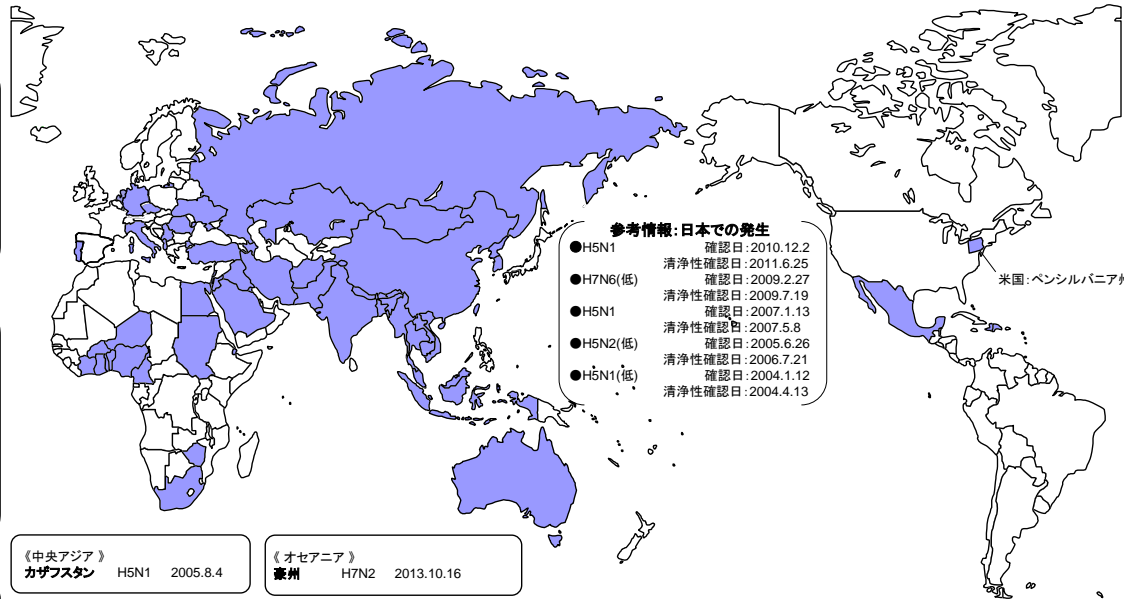 参考情報：日本での発生
●H5N1 確認日：2010.12.2
清浄性確認日：2011.6.25
●H7N6(低) 確認日：2009.2.27
清浄性確認日：2009.7.19
●H5N1 確認日：2007.1.13
清浄性確認日：2007.5.8
●H5N2(低) 確認日：2005.6.26
清浄性確認日：2006.7.21
●H5N1(低) 確認日：2004.1.12
清浄性確認日：2004.4.13
米国：ペンシルバニア州
《中央アジア 》
カザフスタン H5N1 2005.8.4
《 オセアニア 》
豪州 H7N2 2013.10.16